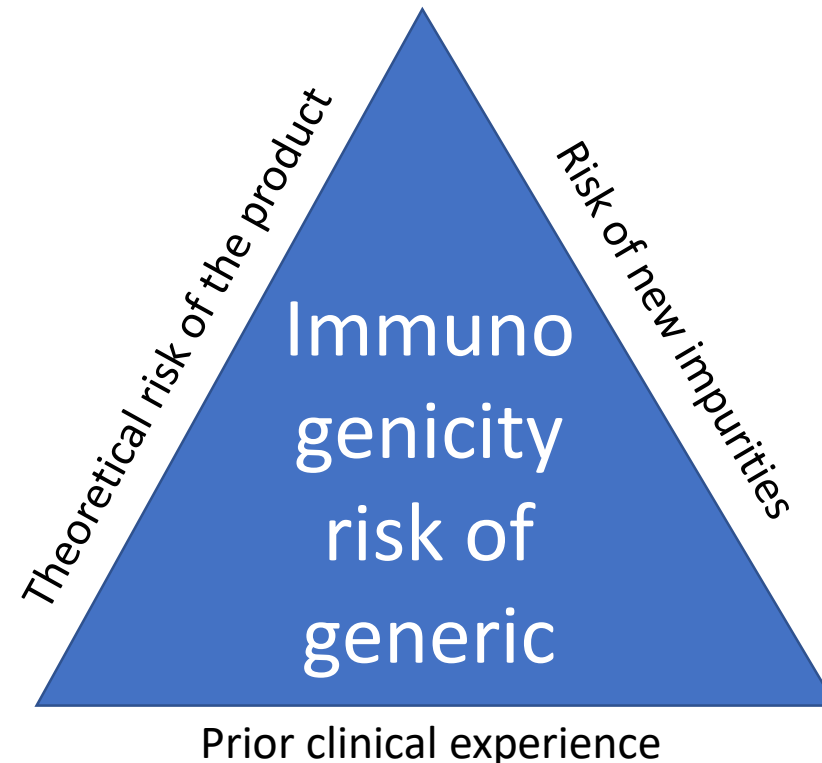 Theoretical risk of the product
Risk of new impurities
Immuno
genicity
risk of
generic
Prior clinical experience